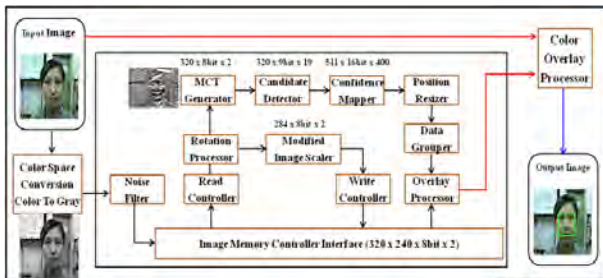 Input Image
320 x 8bit x 2
320 x 9bit x 19
511 x 16bit x 400
MCT
Generator
Candidate
Detector
Confidence
Mapper
Position
Resizer
Color
Overlay
Processor
284 x 8bit x 2
Data
Grouper
Rotation
Processor
Modified
Image Scaler
Color Space
Conversion
Color To Gray
Noise
Filter
Read
Controller
Write
Controller
Overlay
Processor
Output Image
Image Memory Controller Interface (320 x 240 x 8bit x 2)